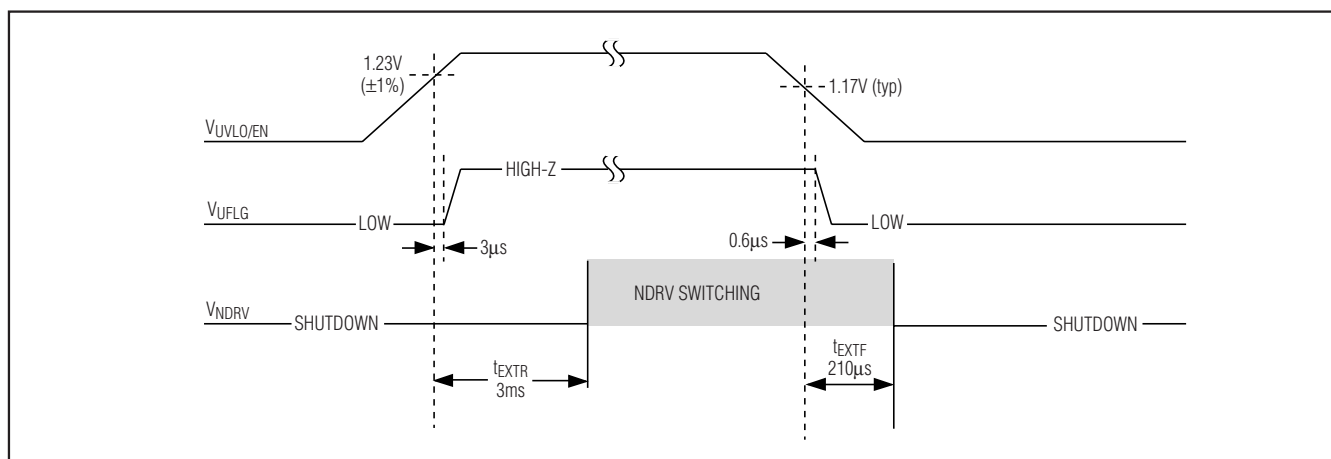 1.23V
(±1%)
1.17V (typ)
VUVLO/EN
HIGH-Z
VUFLG
LOW
LOW
3µs
0.6µs
NDRV SWITCHING
VNDRV
SHUTDOWN
SHUTDOWN
tEXTR
3ms
tEXTF
210µs